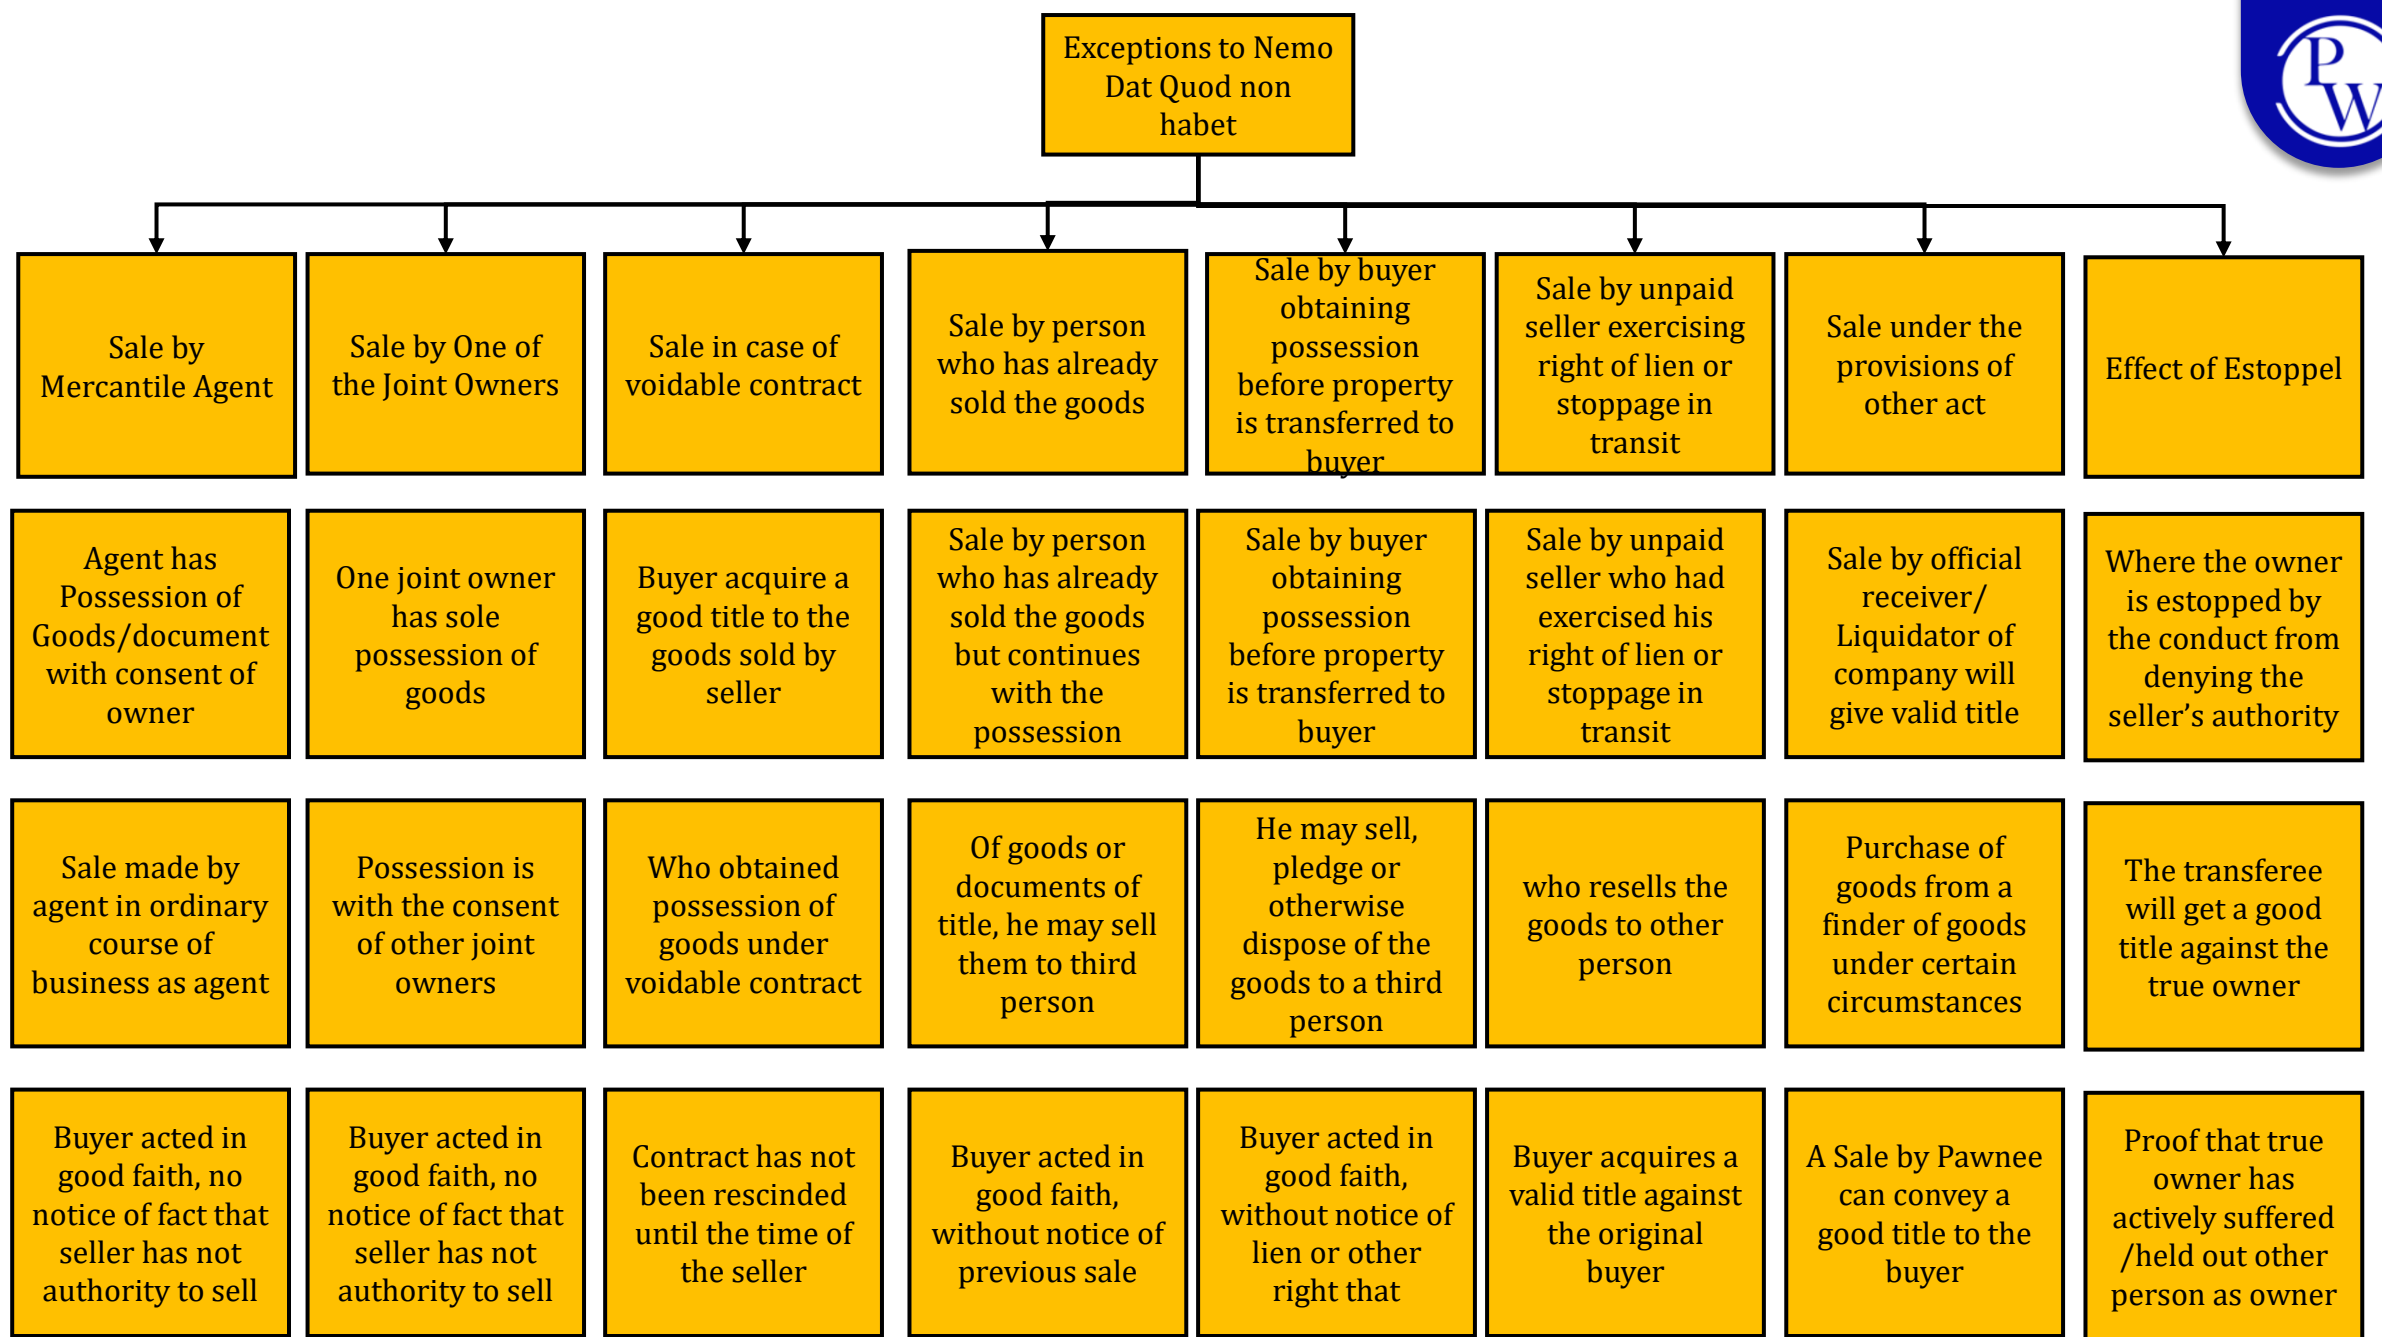 Exceptions to Nemo
Dat Quod non
habet
PW
Sale by
Mercantile Agent
Sale by One of
the Joint Owners
Sale in case of
voidable contract
Sale by person
who has already
sold the goods
Sale by buyer
obtaining
possession
before property
is transferred to
buyer
Sale by unpaid
seller exercising
right of lien or
stoppage in
transit
Sale under the
provisions of
other act
Effect of Estoppel
Agent has
Possession of
Goods/document
with consent of
owner
One joint owner
has sole
possession of
goods
Buyer acquire a
good title to the
goods sold by
seller
Sale by person
who has already
sold the goods
but continues
with the
possession
Sale by buyer
obtaining
possession
before property
is transferred to
buyer
Sale by unpaid
seller who had
exercised his
right of lien or
stoppage in
transit
Sale by official
receiver/
Liquidator of
company will
give valid title
Where the owner
is estopped by
the conduct from
denying the
seller’s authority
Sale made by
agent in ordinary
course of
business as agent
Possession is
with the consent
of other joint
owners
Who obtained
possession of
goods under
voidable contract
Of goods or
documents of
title, he may sell
them to third
person
He may sell,
pledge or
otherwise
dispose of the
goods to a third
person
who resells the
goods to other
person
Purchase of
goods from a
finder of goods
under certain
circumstances
The transferee
will get a good
title against the
true owner
Buyer acted in
good faith, no
notice of fact that
seller has not
authority to sell
Buyer acted in
good faith, no
notice of fact that
seller has not
authority to sell
Contract has not
been rescinded
until the time of
the seller
Buyer acted in
good faith,
without notice of
previous sale
Buyer acted in
good faith,
without notice of
lien or other
right that
Buyer acquires a
valid title against
the original
buyer
A Sale by Pawnee
can convey a
good title to the
buyer
Proof that true
owner has
actively suffered
/held out other
person as owner